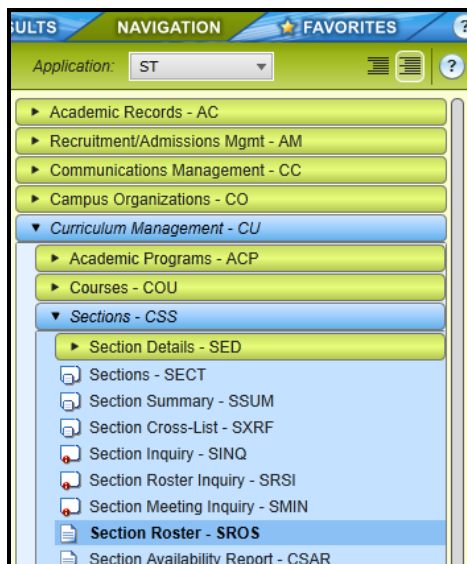 ULTS NAVIGATION FAVORITES ?
Application: ST ?
Academic Records - AC
Recruitment/Admissions Mgmt - AM
Communications Management - CC
Campus Organizations - CO
Curriculum Management - CU
Academic Programs - ACP
Courses - COU
Sections - CSS
Section Details - SED
Sections - SECT
Section Summary - SSUM
Section Cross-List - SXRF
Section Inquiry - SINQ
Section Roster Inquiry - SRSI
Section Meeting Inquiry - SMIN
Section Roster - SROS
Section Availability Report - CSAR